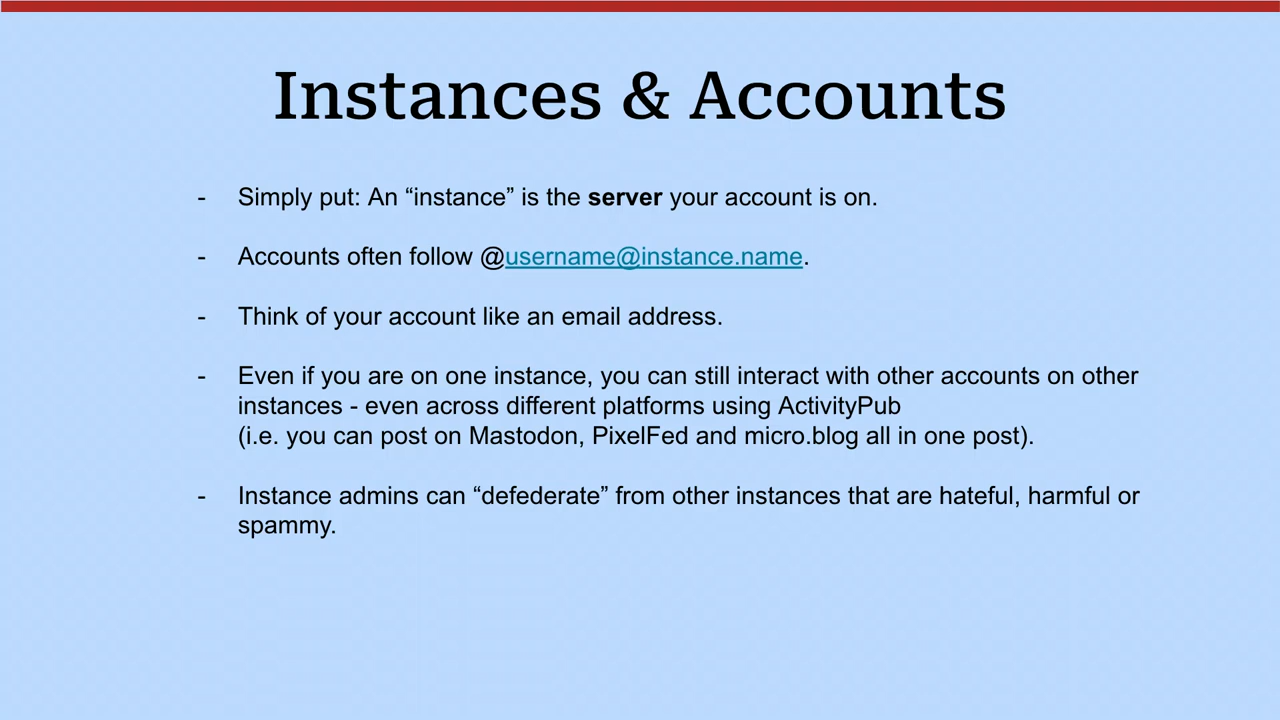 Instances & Accounts
- Simply put: An “instance” is the server your account is on.
- Accounts often follow @username@instance.name.
- Think of your account like an email address.
- Even if you are on one instance, you can still interact with other accounts on other
instances - even across different platforms using ActivityPub
(i.e. you can post on Mastodon, PixelFed and micro.blog all in one post).
- Instance admins can “defederate” from other instances that are hateful, harmful or
spammy.